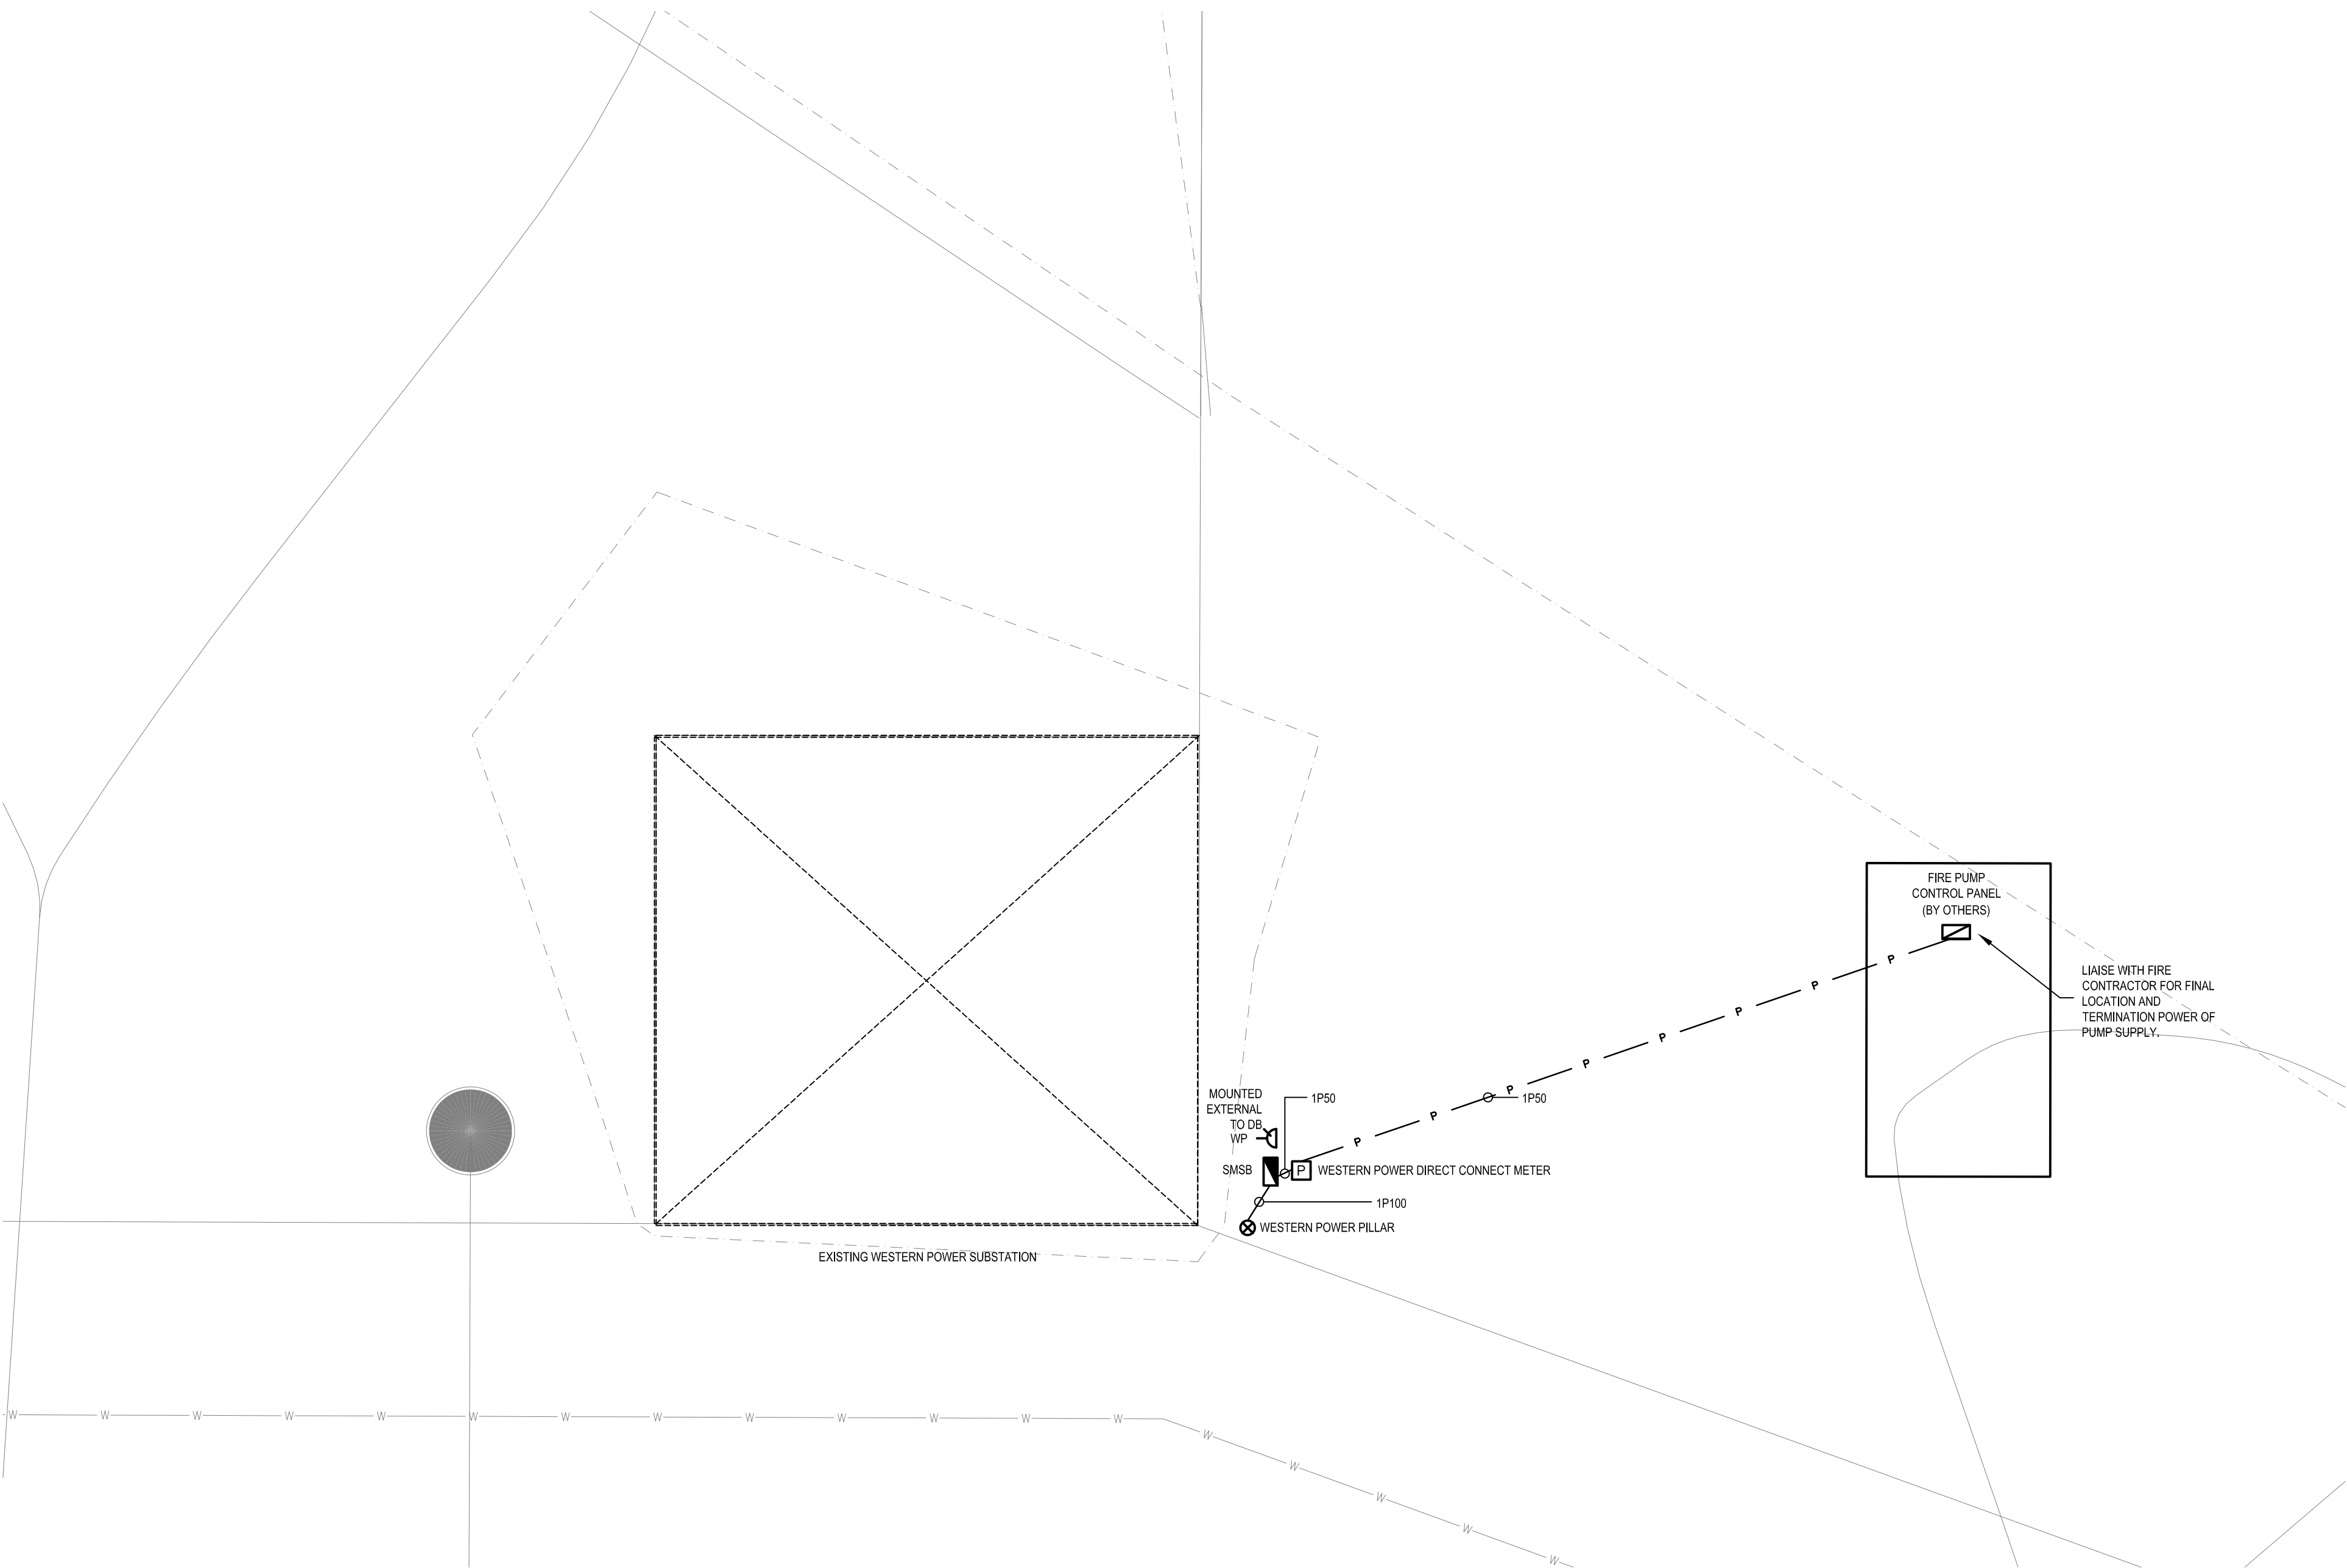 FIRE PUMP
CONTROL PANEL
(BY OTHERS)
LIAISE WITH FIRE
CONTRACTOR FOR FINAL
LOCATION AND
TERMINATION POWER OF
PUMP SUPPLY.
P P P P P P P P
MOUNTED
EXTERNAL
TO DB
WP
1P50
1P50
SMSB
P
WESTERN POWER DIRECT CONNECT METER
1P100
WESTERN POWER PILLAR
EXISTING WESTERN POWER SUBSTATION
W W W W W W W W W W W W W W W W W W